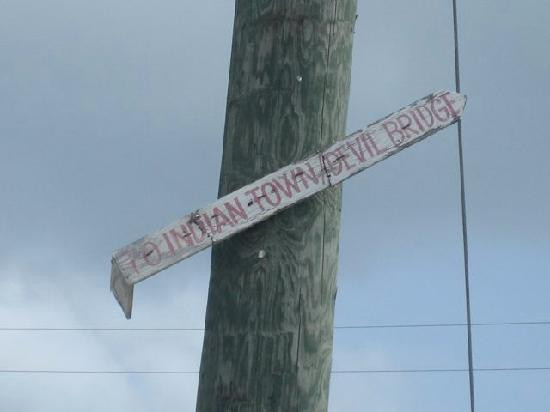 TO INDIAN TOWN/DEVIL BRIDGE